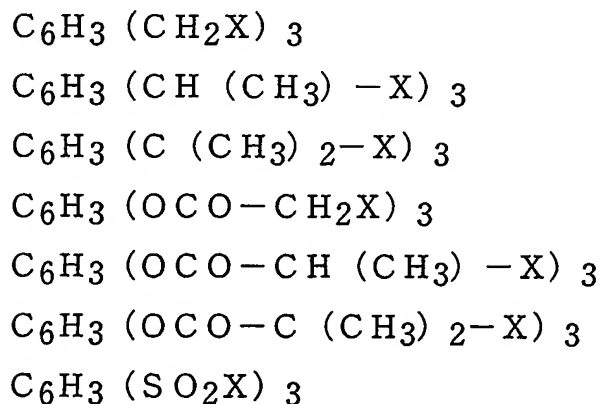 C6H3 (CH2X) 3
C6H3 (CH (CH3) −X) 3
C6H3 (C (CH3) 2−X) 3
C6H3 (OCO−CH2X) 3
C6H3 (OCO−CH (CH3) −X) 3
C6H3 (OCO−C (CH3) 2−X) 3
C6H3 (SO2X) 3